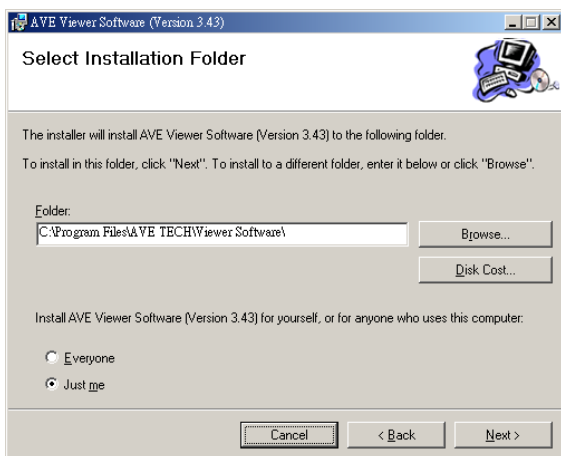 AVE Viewer Software (Version 3.43)
Select Installation Folder
The installer will install AVE Viewer Software (Version 3.43) to the following folder.
To install in this folder, click "Next". To install to a different folder, enter it below or click "Browse".
Folder:
C:\Program Files\AVE TECH\Viewer Software\
Browse...
Disk Cost...
Install AVE Viewer Software (Version 3.43) for yourself, or for anyone who uses this computer:
Everyone
Just me
Cancel
< Back
Next >